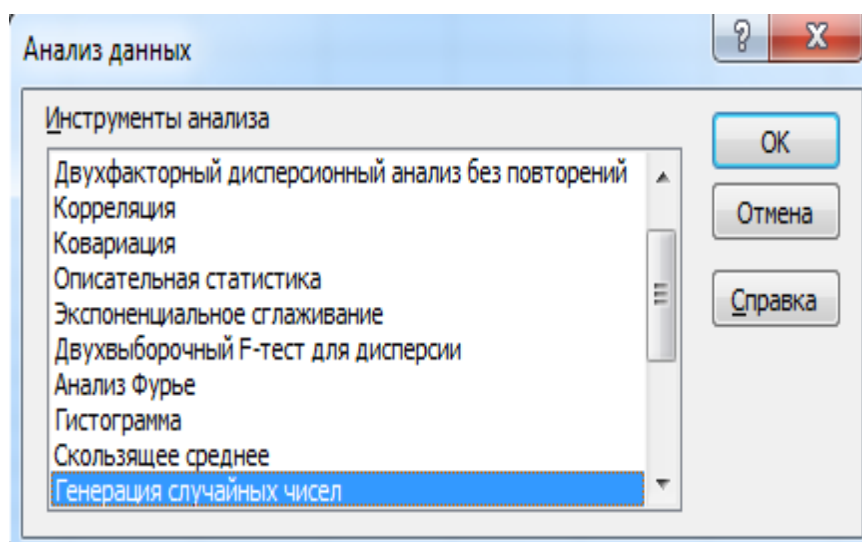 Анализ данных
?
X
Инструменты анализа
Двухфакторный дисперсионный анализ без повторений
Корреляция
Ковариация
Описательная статистика
Экспоненциальное сглаживание
Двухвыборочный F-тест для дисперсии
Анализ Фурье
Гистограмма
Скользящее среднее
Генерация случайных чисел
OK
Отмена
Справка